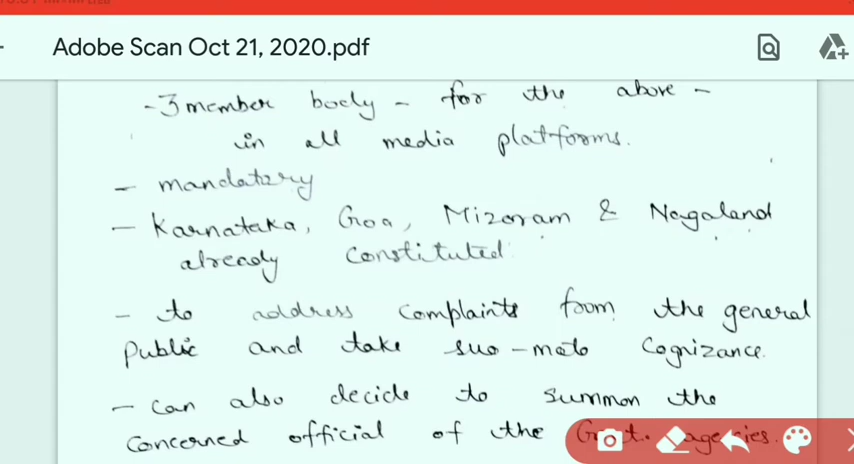 Adobe Scan Oct 21, 2020.pdf
- 3 member body - for the above -
in all media platforms.
- mandatory
- Karnataka, Goa, Mizoram & Nagaland
already constituted
- to address complaints from the general
public and take suo-moto cognizance.
- can also decide to summon the
concerned official of the Govt. agencies.